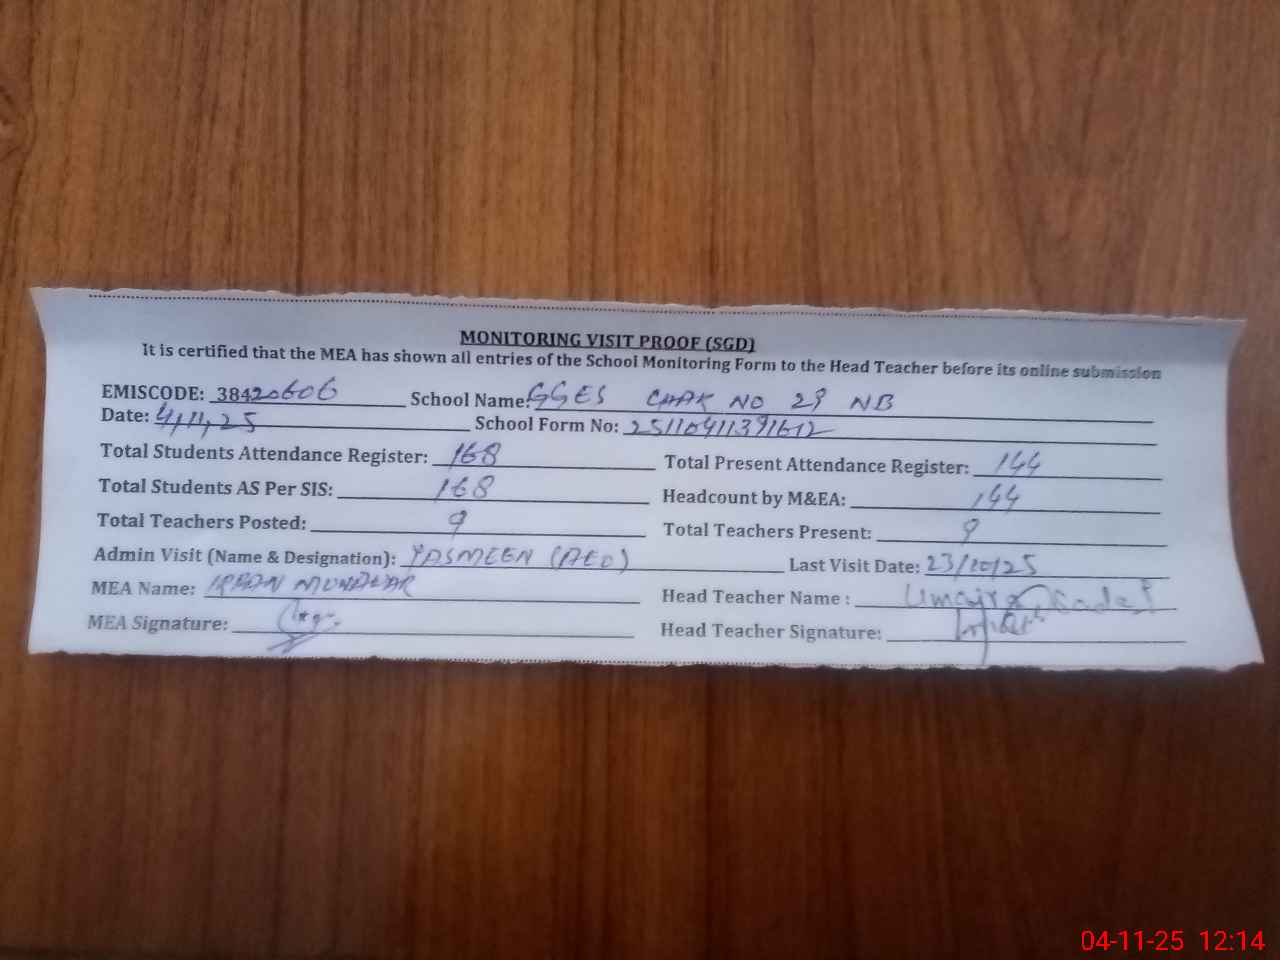 MONITORING VISIT PROOF (SGD)
It is certified that the MEA has shown all entries of the School Monitoring Form to the Head Teacher before its online submission
EMISCODE: 38420606 School Name: GGES CHAK NO 29 NB
Date: 4,11,25 School Form No: 25110411391612
Total Students Attendance Register: 168 Total Present Attendance Register: 144
Total Students AS Per SIS: 168 Headcount by M&EA: 144
Total Teachers Posted: 9 Total Teachers Present: 9
Admin Visit (Name & Designation): YASMEEN (AEO) Last Visit Date: 23/10/25
MEA Name: IRFAN MUNAWAR Head Teacher Name : Umaira
MEA Signature: Head Teacher Signature:
04-11-25 12:14